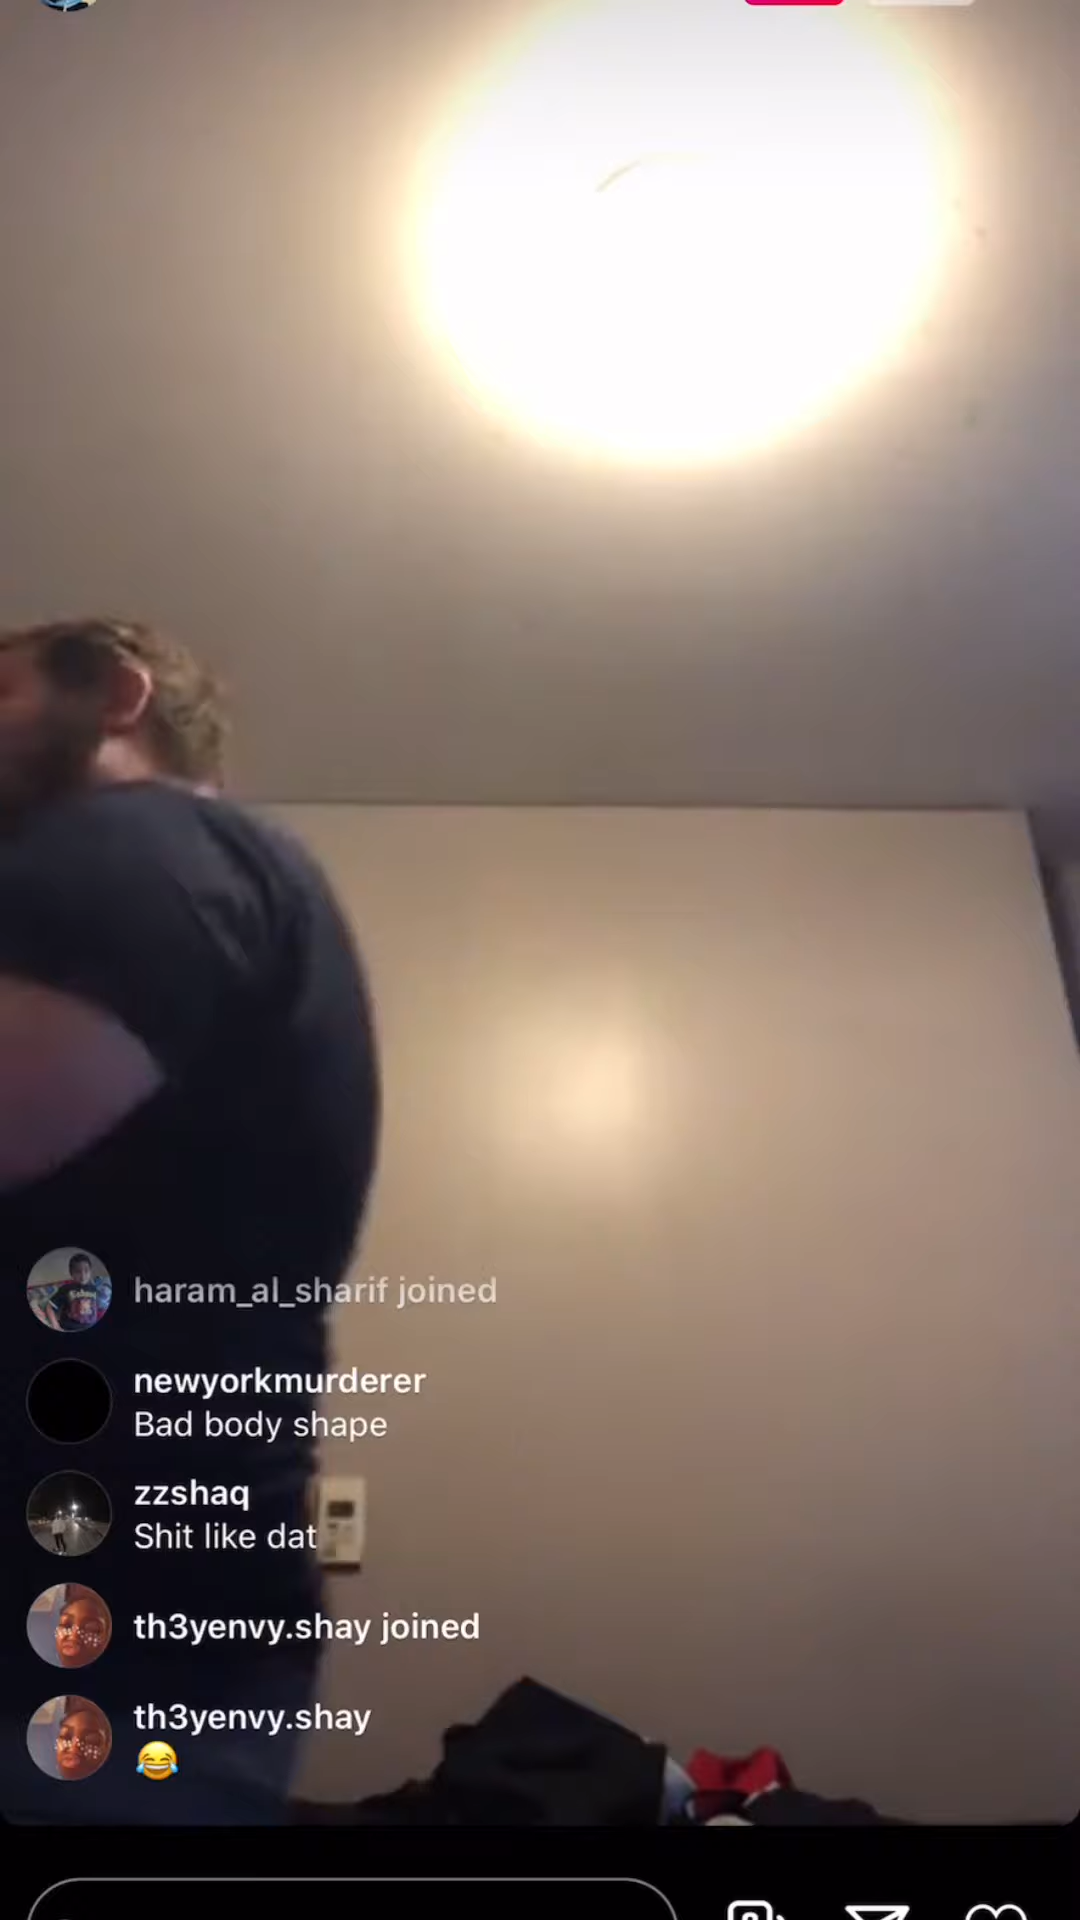 haram_al_sharif joined
newyorkmurderer
Bad body shape
zzshaq
Shit like dat
th3yenvy.shay joined
th3yenvy.shay
😂